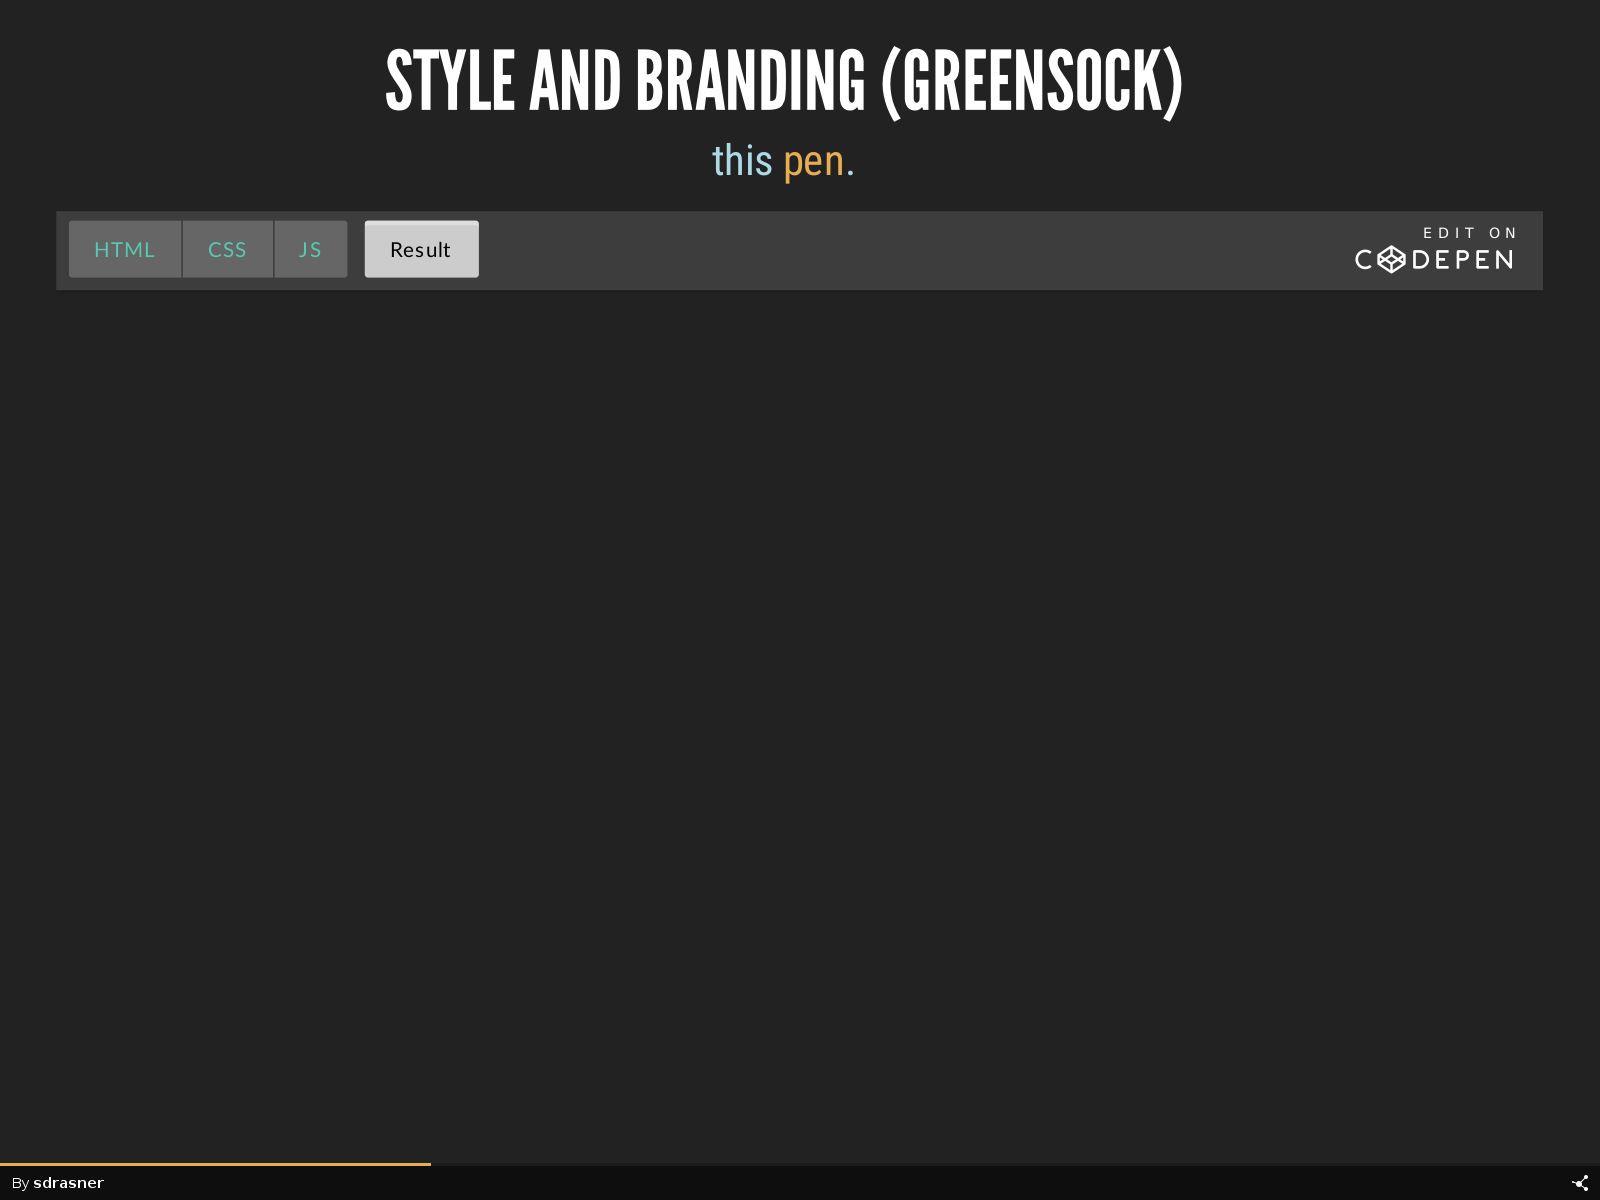 STYLE AND BRANDING (GREENSOCK)
this pen.
HTML CSS JS Result
EDIT ON
CODEPEN
By sdrasner